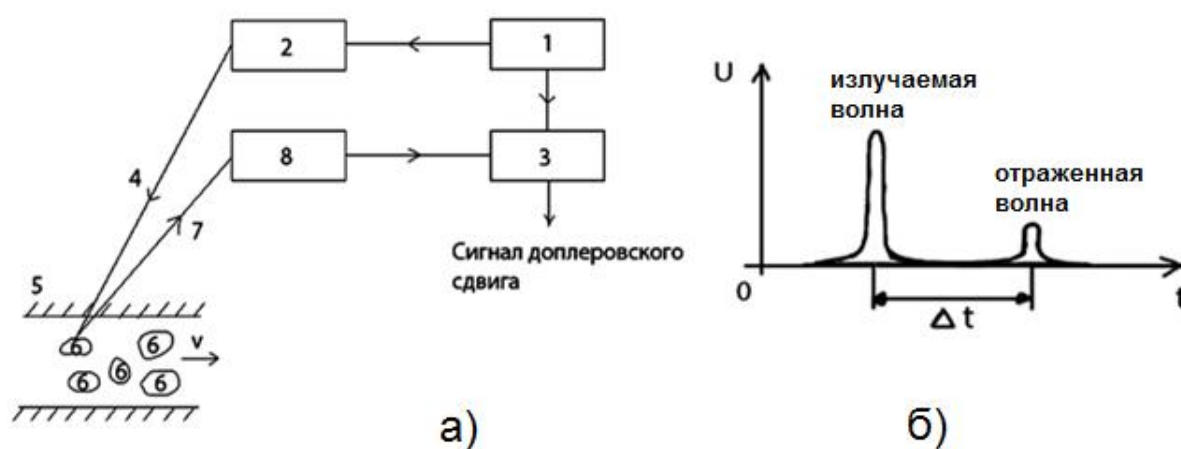 2
1
8
3
4
7
Сигнал доплеровского
сдвига
5
6
6
6
6
6
v
а)
U
излучаемая
волна
отраженная
волна
0
Δ t
t
б)